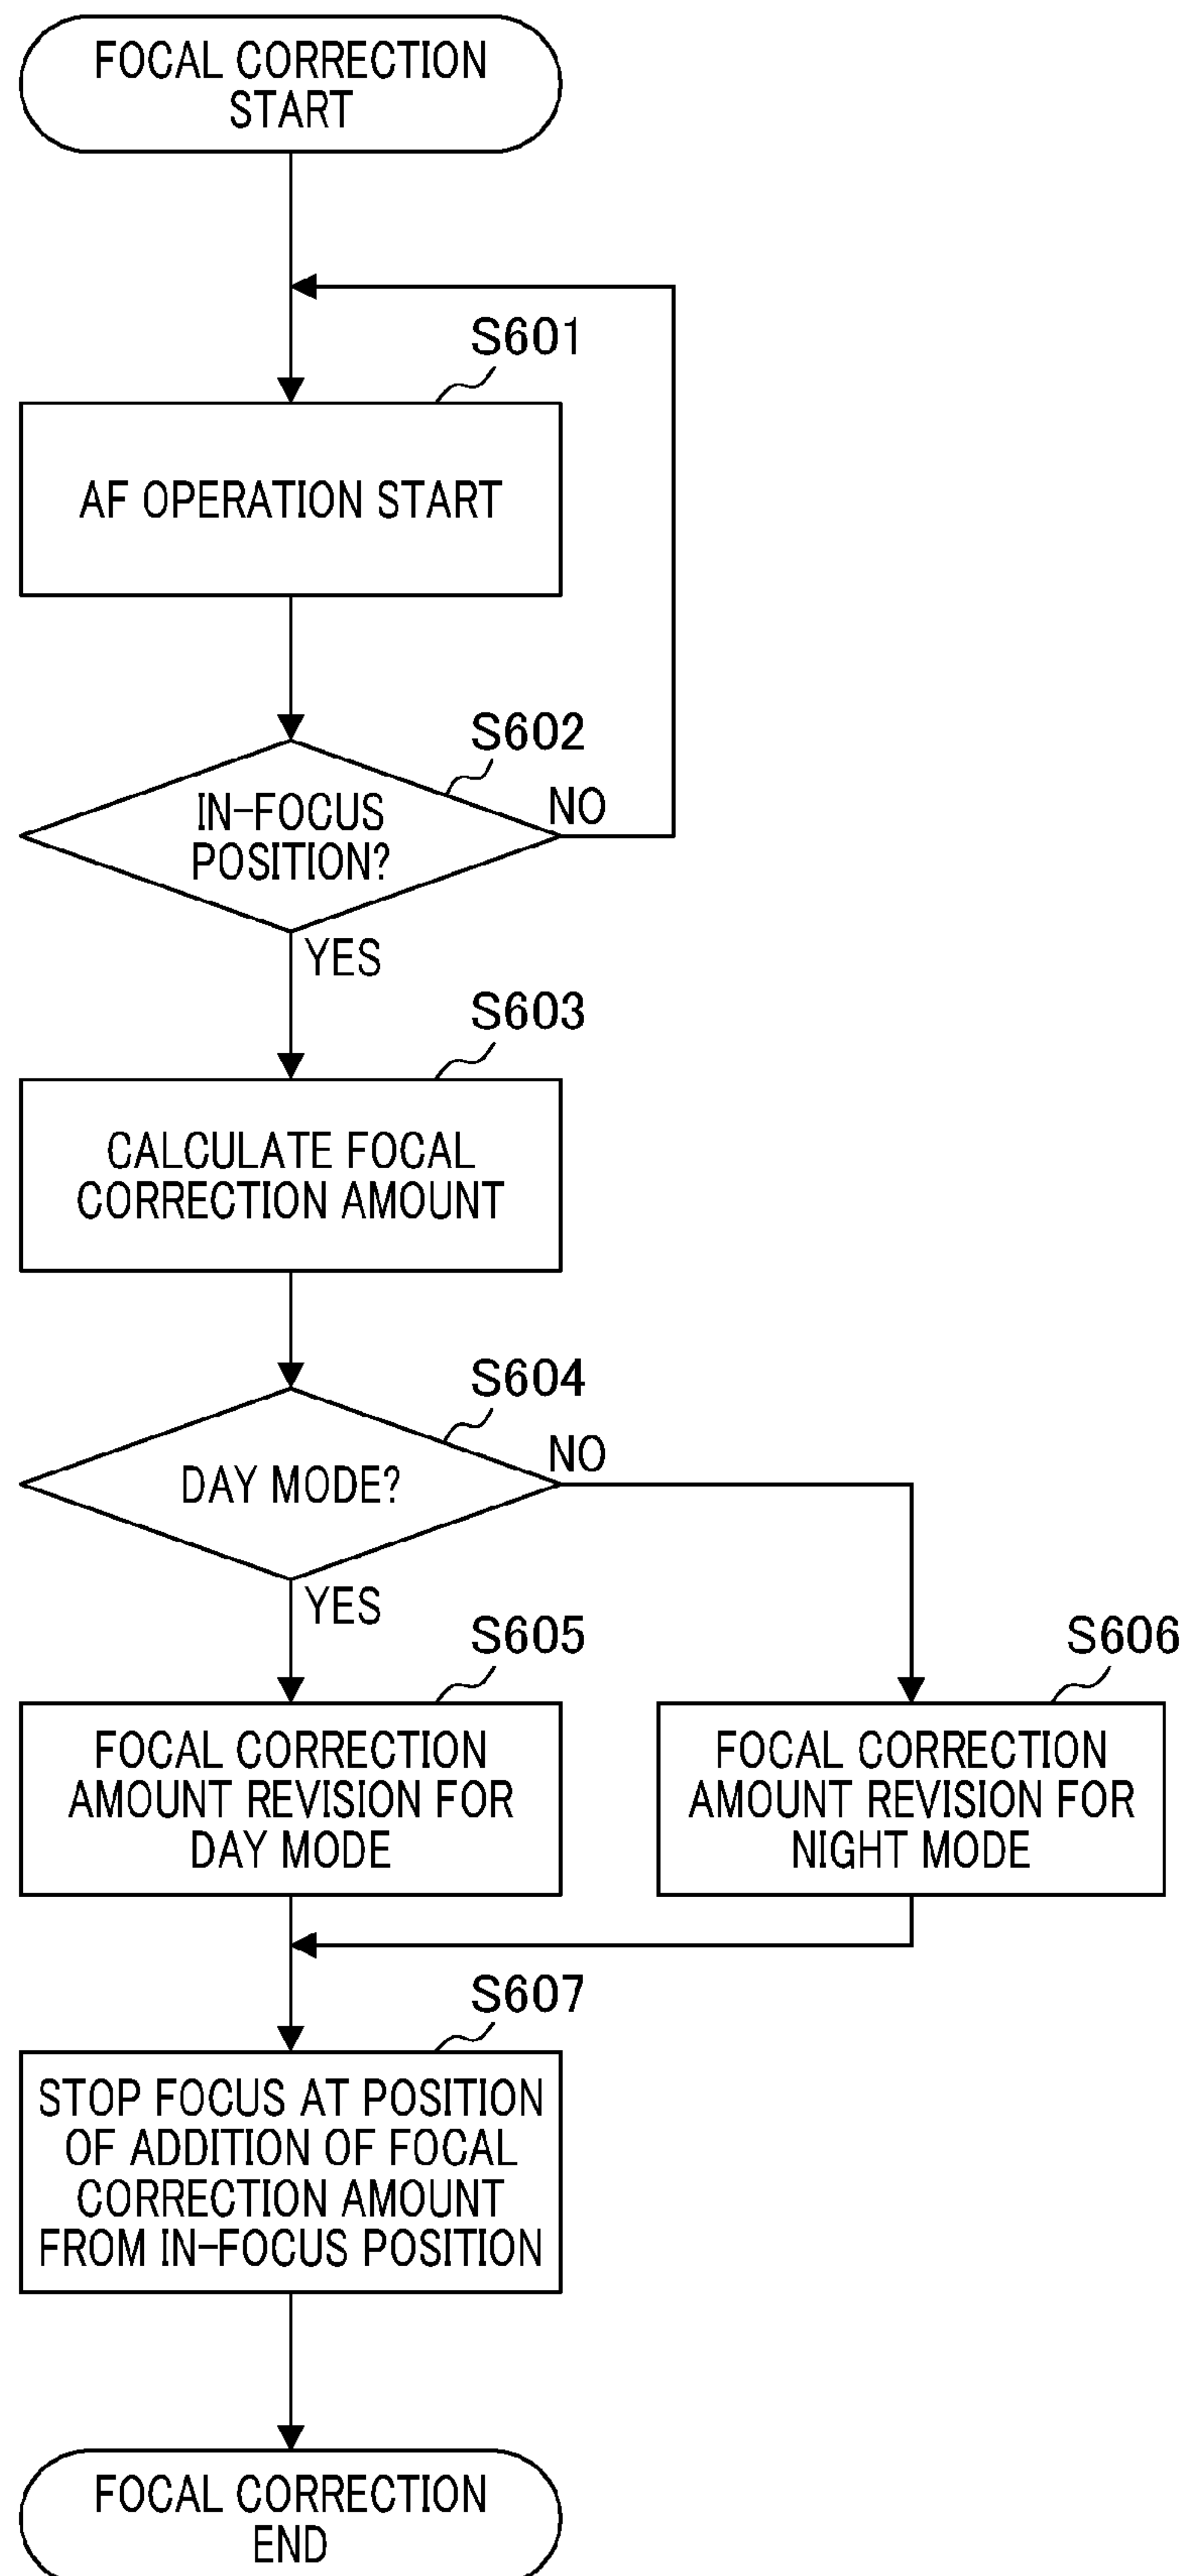 FOCAL CORRECTION
START
S601
AF OPERATION START
S602
IN-FOCUS
POSITION?
NO
YES
S603
CALCULATE FOCAL
CORRECTION AMOUNT
S604
DAY MODE?
NO
YES
S605
FOCAL CORRECTION
AMOUNT REVISION FOR
DAY MODE
S606
FOCAL CORRECTION
AMOUNT REVISION FOR
NIGHT MODE
S607
STOP FOCUS AT POSITION
OF ADDITION OF FOCAL
CORRECTION AMOUNT
FROM IN-FOCUS POSITION
FOCAL CORRECTION
END